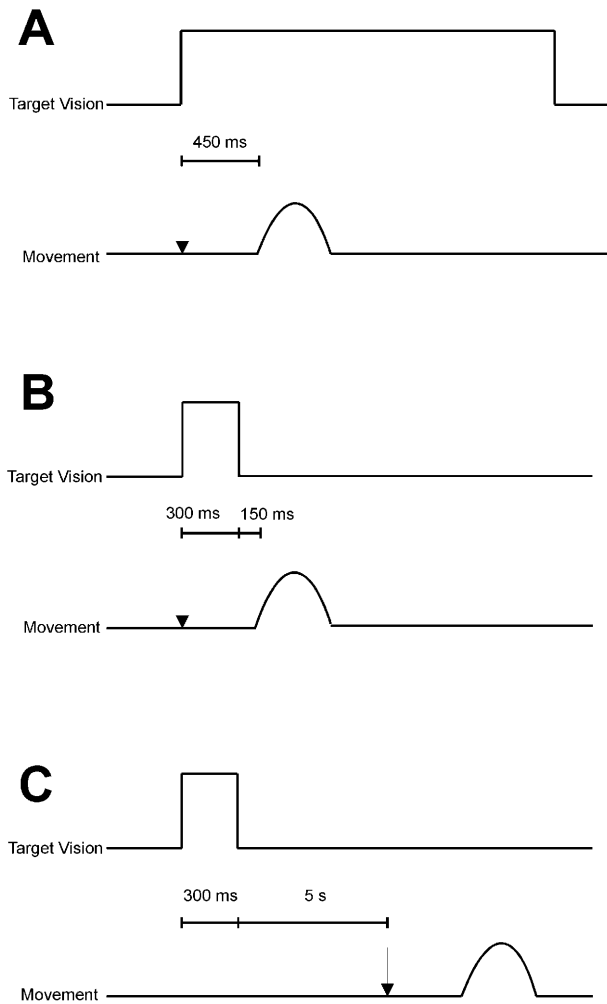 A
Target Vision
450 ms
Movement
B
Target Vision
300 ms 150 ms
Movement
C
Target Vision
300 ms 5 s
Movement